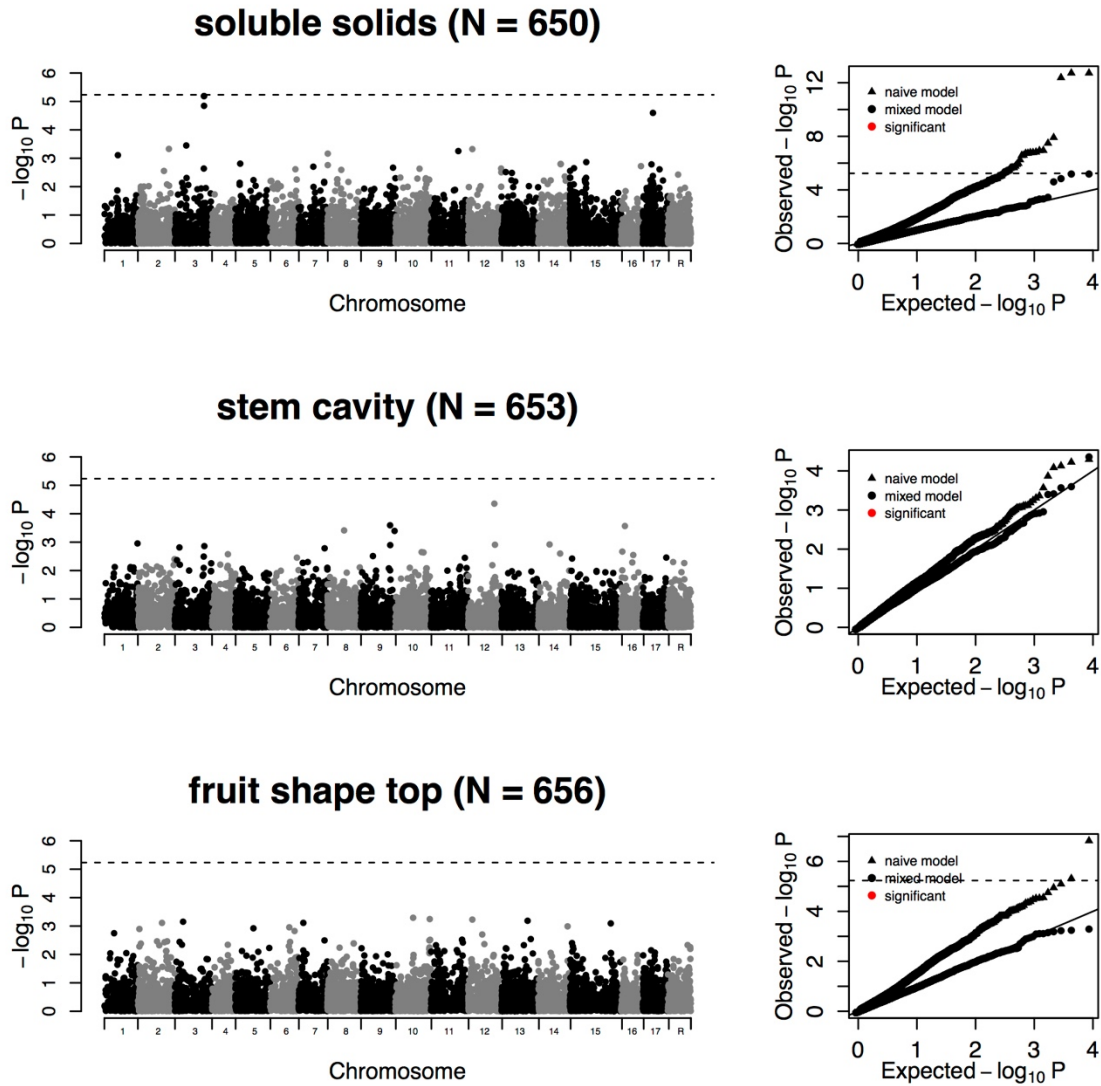 soluble solids (N = 650)
6
5
4
3
2
1
0
−log10 P
1 2 3 4 5 6 7 8 9 10 11 12 13 14 15 16 17 R
Chromosome
12
8
4
0
Observed −log10 P
naive model
mixed model
significant
0 1 2 3 4
Expected −log10 P
stem cavity (N = 653)
6
5
4
3
2
1
0
−log10 P
1 2 3 4 5 6 7 8 9 10 11 12 13 14 15 16 17 R
Chromosome
4
3
2
1
0
Observed −log10 P
naive model
mixed model
significant
0 1 2 3 4
Expected −log10 P
fruit shape top (N = 656)
6
5
4
3
2
1
0
−log10 P
1 2 3 4 5 6 7 8 9 10 11 12 13 14 15 16 17 R
Chromosome
6
4
2
0
Observed −log10 P
naive model
mixed model
significant
0 1 2 3 4
Expected −log10 P